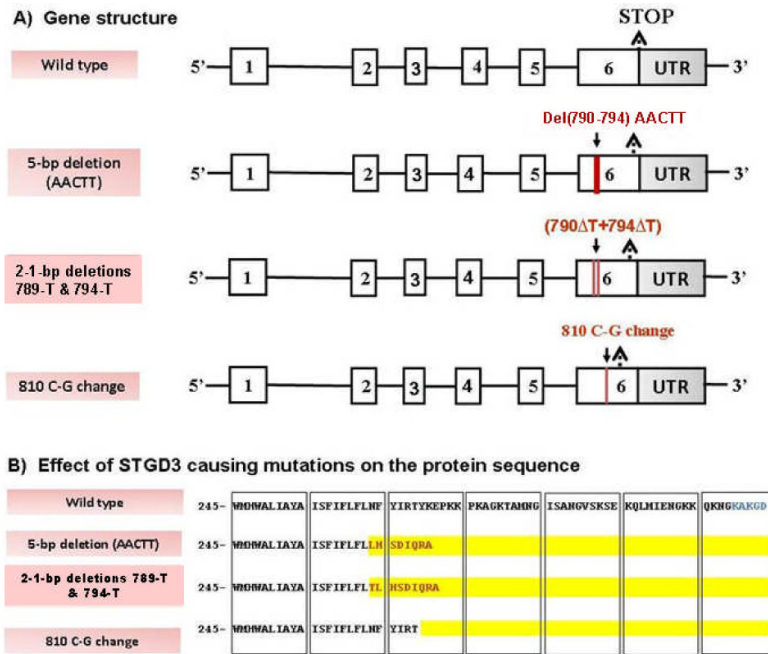 A) Gene structure
STOP
Wild type 5’ 1 2 3 4 5 6 UTR 3’
Del(790-794) AACTT
5-bp deletion
(AACTT)
5’ 1 2 3 4 5 6 UTR 3’
(790ΔT+794ΔT)
2-1-bp deletions
789-T & 794-T
5’ 1 2 3 4 5 6 UTR 3’
810 C-G change
810 C-G change 5’ 1 2 3 4 5 6 UTR 3’
B) Effect of STGD3 causing mutations on the protein sequence
Wild type 245- WMHWALIAYA ISFIFLFLNF YIRTYKEPKK PKAGKTAMNG ISANGVSKSE KQLMIENGKK QKNGKAKGD
5-bp deletion (AACTT) 245- WMHWALIAYA ISFIFLFLLH SDIQRA
2-1-bp deletions 789-T
& 794-T
245- WMHWALIAYA ISFIFLFLTL HSDIQRA
810 C-G change 245- WMHWALIAYA ISFIFLFLNF YIRT